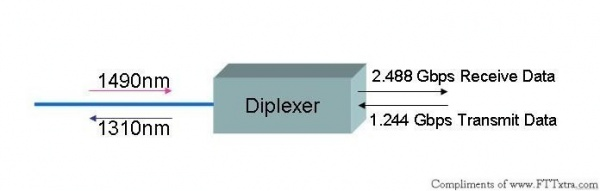 1490nm
1310nm
Diplexer
2.488 Gbps Receive Data
1.244 Gbps Transmit Data
Compliments of www.FTTxtra.com